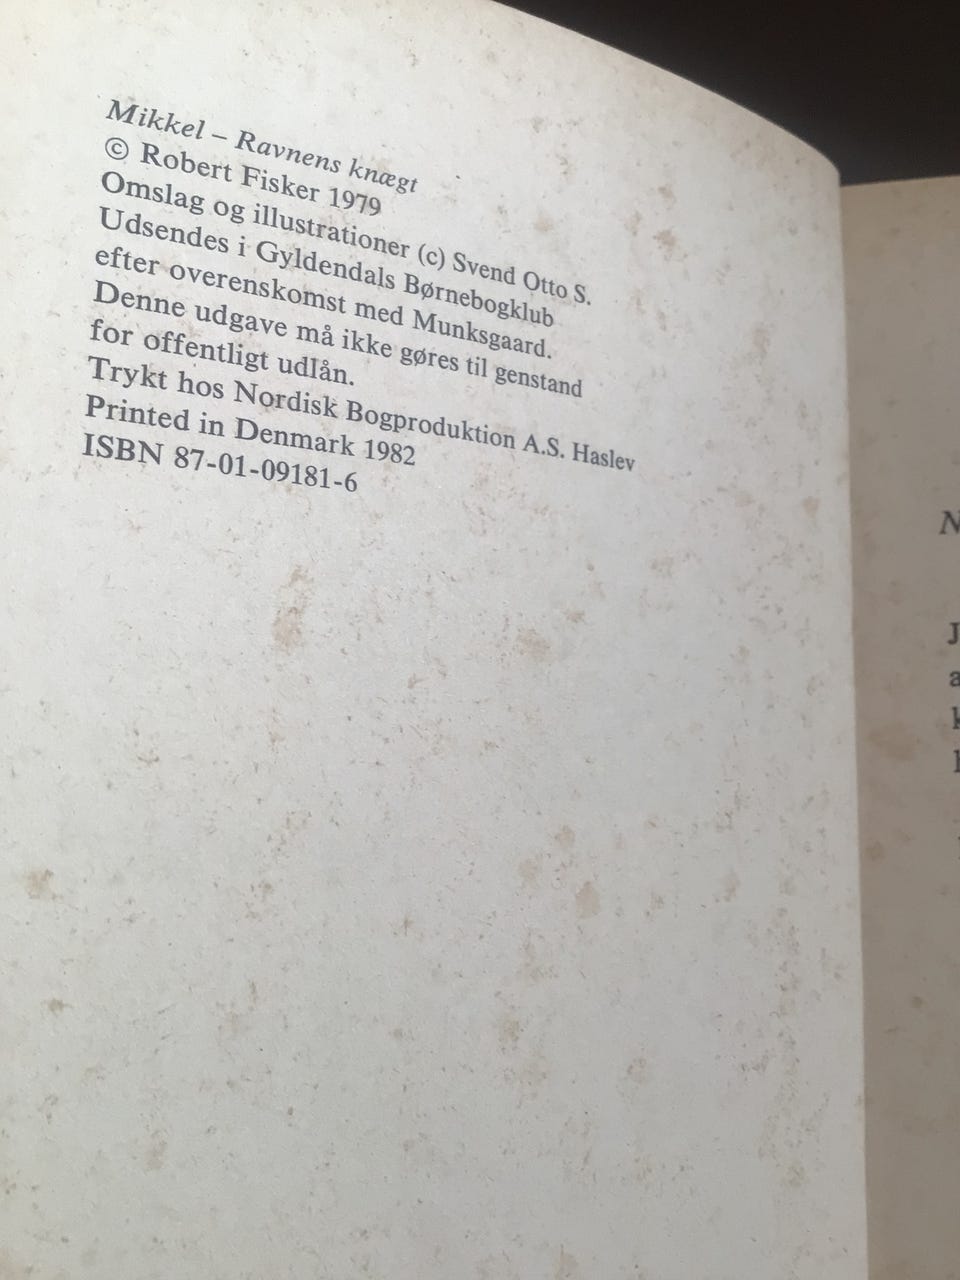 Mikkel – Ravnens knægt
© Robert Fisker 1979
Omslag og illustrationer (c) Svend Otto S.
Udsendes i Gyldendals Børnebogklub
efter overenskomst med Munksgaard.
Denne udgave må ikke gøres til genstand
for offentligt udlån.
Trykt hos Nordisk Bogproduktion A.S. Haslev
Printed in Denmark 1982
ISBN 87-01-09181-6